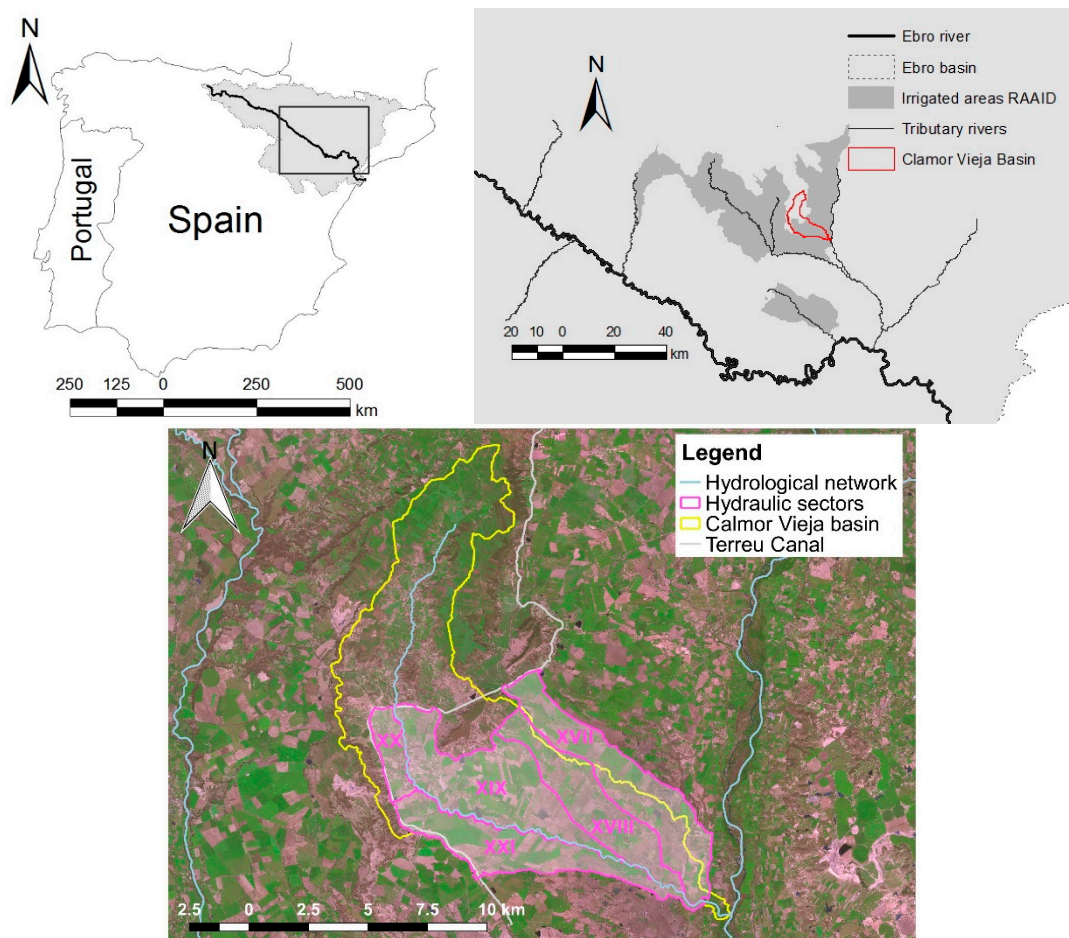 N
Portugal
Spain
250 125 0 250 500
km
N
Ebro river
Ebro basin
Irrigated areas RAAID
Tributary rivers
Clamor Vieja Basin
20 10 0 20 40
km
N
Legend
Hydrological network
Hydraulic sectors
Calmor Vieja basin
Terreu Canal
XVII
XX
XIX
XVIII
XXI
2.5 0 2.5 5 7.5 10 km